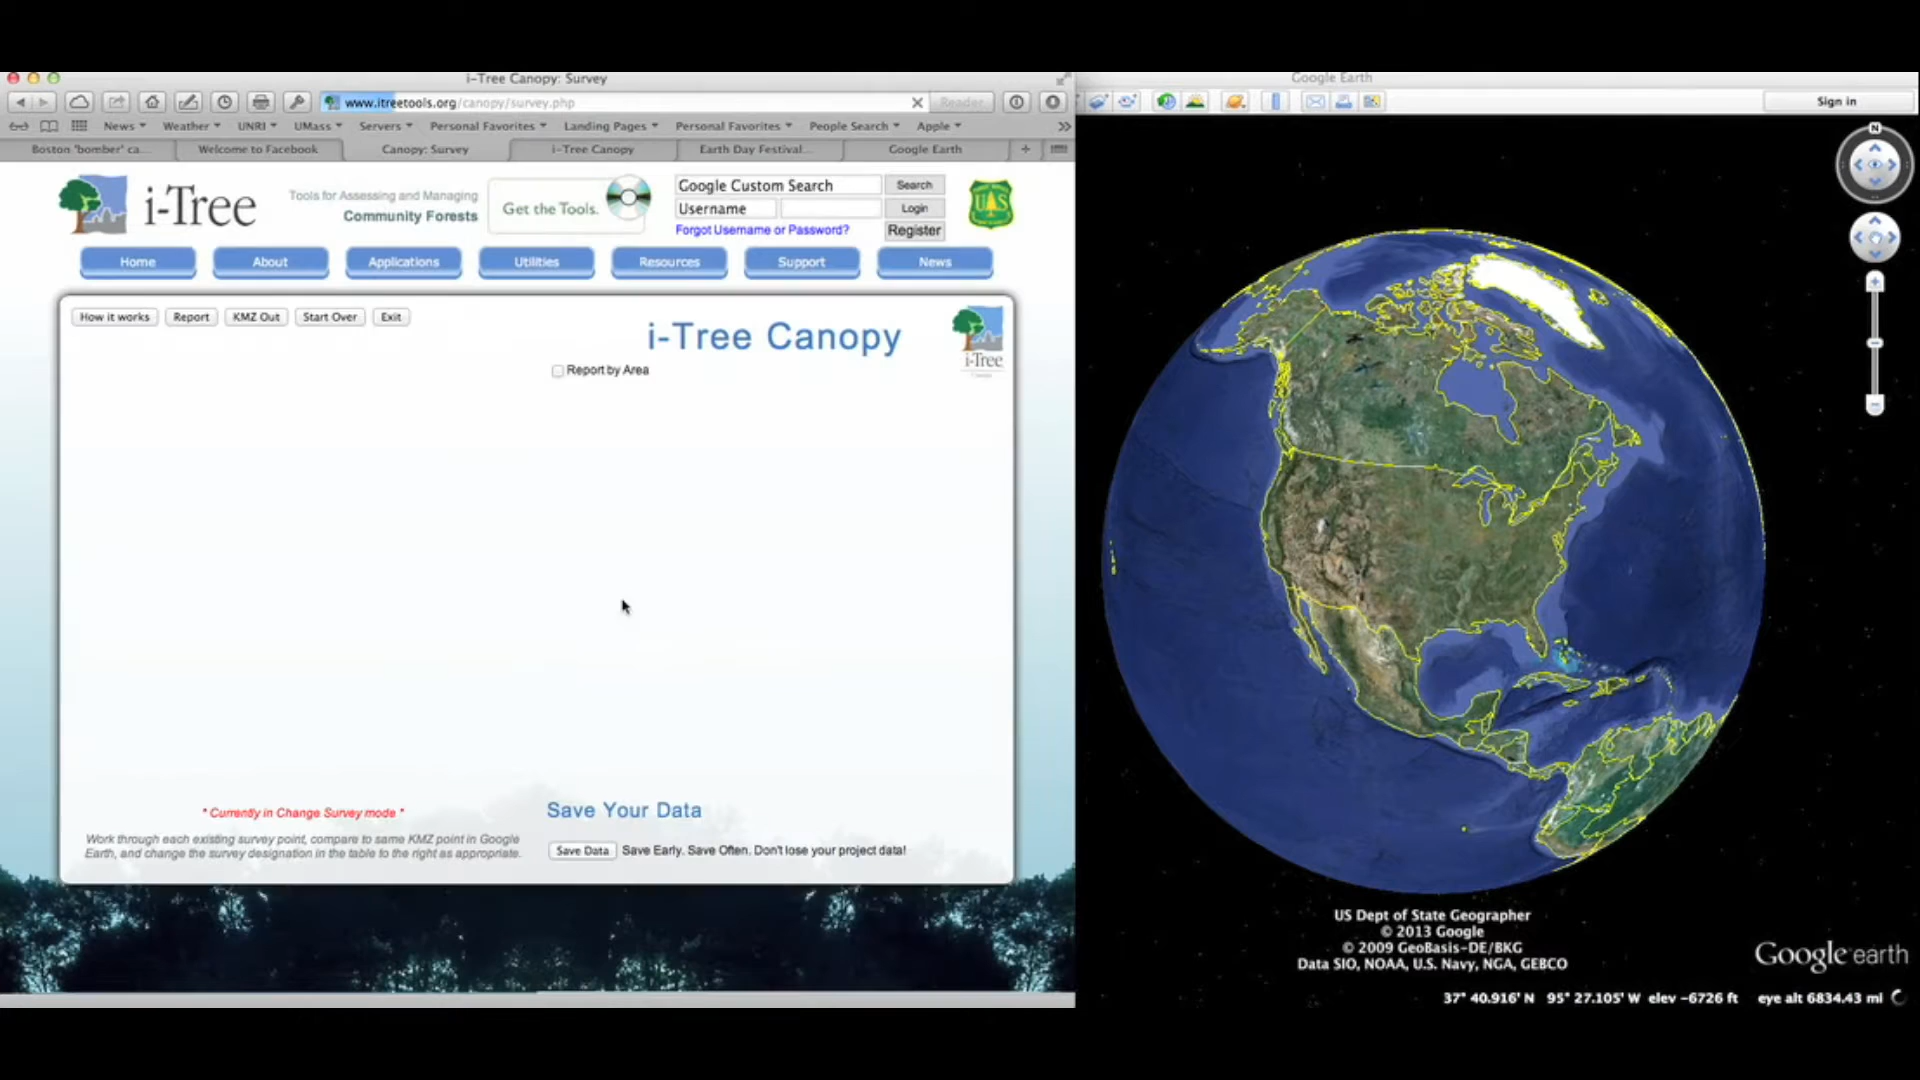 i-Tree Canopy: Survey
www.itreetools.org/canopy/survey.php
Reader
News
Weather
UNRI
UMass
Servers
Personal Favorites
Landing Pages
Personal Favorites
People Search
Apple
Boston 'bomber' ca...
Welcome to Facebook
Canopy: Survey
i-Tree Canopy
Earth Day Festival...
Google Earth
i-Tree
Tools for Assessing and Managing
Community Forests
Get the Tools.
Google Custom Search
Search
Username
Login
Forgot Username or Password?
Register
UAS
Home
About
Applications
Utilities
Resources
Support
News
How it works
Report
KMZ Out
Start Over
Exit
i-Tree Canopy
i-Tree
Report by Area
* Currently in Change Survey mode *
Work through each existing survey point, compare to same KMZ point in Google
Earth, and change the survey designation in the table to the right as appropriate.
Save Your Data
Save Data
Save Early. Save Often. Don't lose your project data!
Google Earth
Sign in
N
US Dept of State Geographer
© 2013 Google
© 2009 GeoBasis-DE/BKG
Data SIO, NOAA, U.S. Navy, NGA, GEBCO
Google earth
37° 40.916' N 95° 27.105' W elev -6726 ft eye alt 6834.43 mi